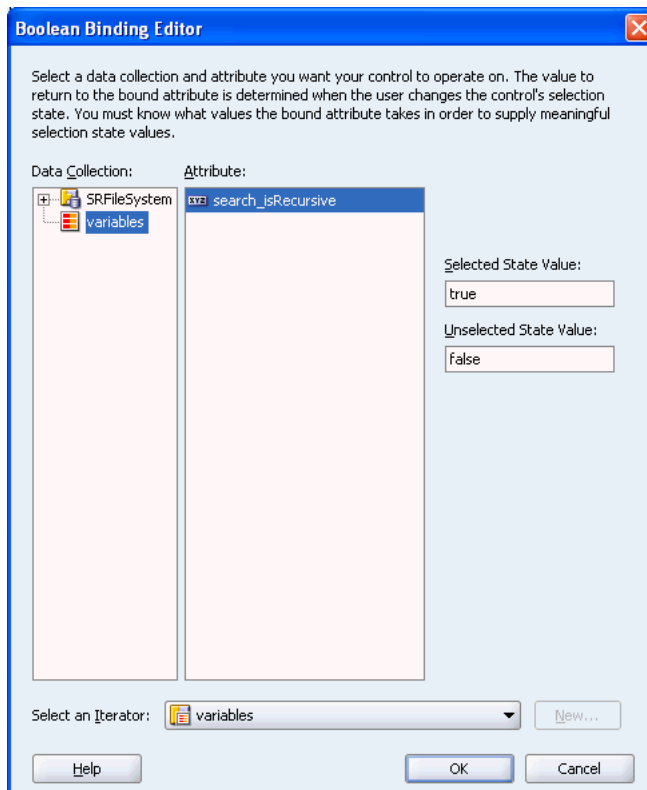 Boolean Binding Editor
Select a data collection and attribute you want your control to operate on. The value to
return to the bound attribute is determined when the user changes the control's selection
state. You must know what values the bound attribute takes in order to supply meaningful
selection state values.
Data Collection:
Attribute:
SRFileSystem
variables
xyz search_isRecursive
Selected State Value:
true
Unselected State Value:
false
Select an Iterator:
variables
New...
Help
OK
Cancel